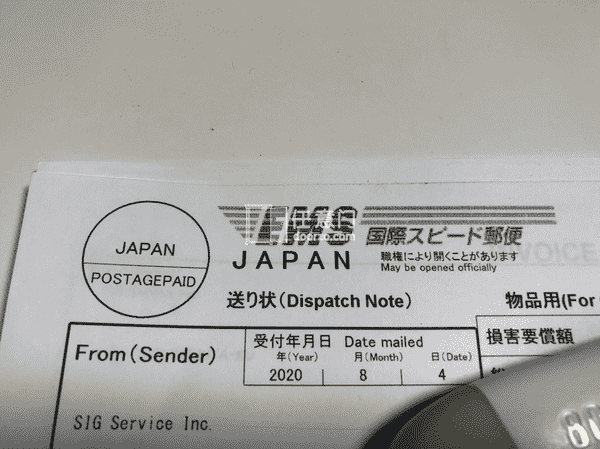 JAPAN
POSTAGEPAID
EMS 国際スピード郵便
JAPAN
職権により開くことがあります
May be opened officially
送り状(Dispatch Note)
物品用(For
VOICE
From(Sender)
受付年月日 Date mailed
年(Year) 月(Month) 日(Date)
2020 8 4
損害要償額
SIG Service Inc.